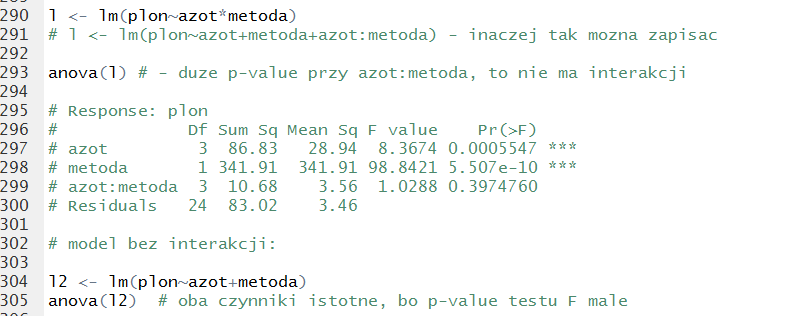 290 l <- lm(plon~azot*metoda)
291 # l <- lm(plon~azot+metoda+azot:metoda) - inaczej tak mozna zapisac
292
293 anova(l) # - duze p-value przy azot:metoda, to nie ma interakcji
294
295 # Response: plon
296 #             Df Sum Sq Mean Sq F value    Pr(>F)
297 # azot         3  86.83   28.94  8.3674 0.0005547 ***
298 # metoda       1 341.91  341.91 98.8421 5.507e-10 ***
299 # azot:metoda  3  10.68    3.56  1.0288 0.3974760
300 # Residuals   24  83.02    3.46
301
302 # model bez interakcji:
303
304 l2 <- lm(plon~azot+metoda)
305 anova(l2)  # oba czynniki istotne, bo p-value testu F male